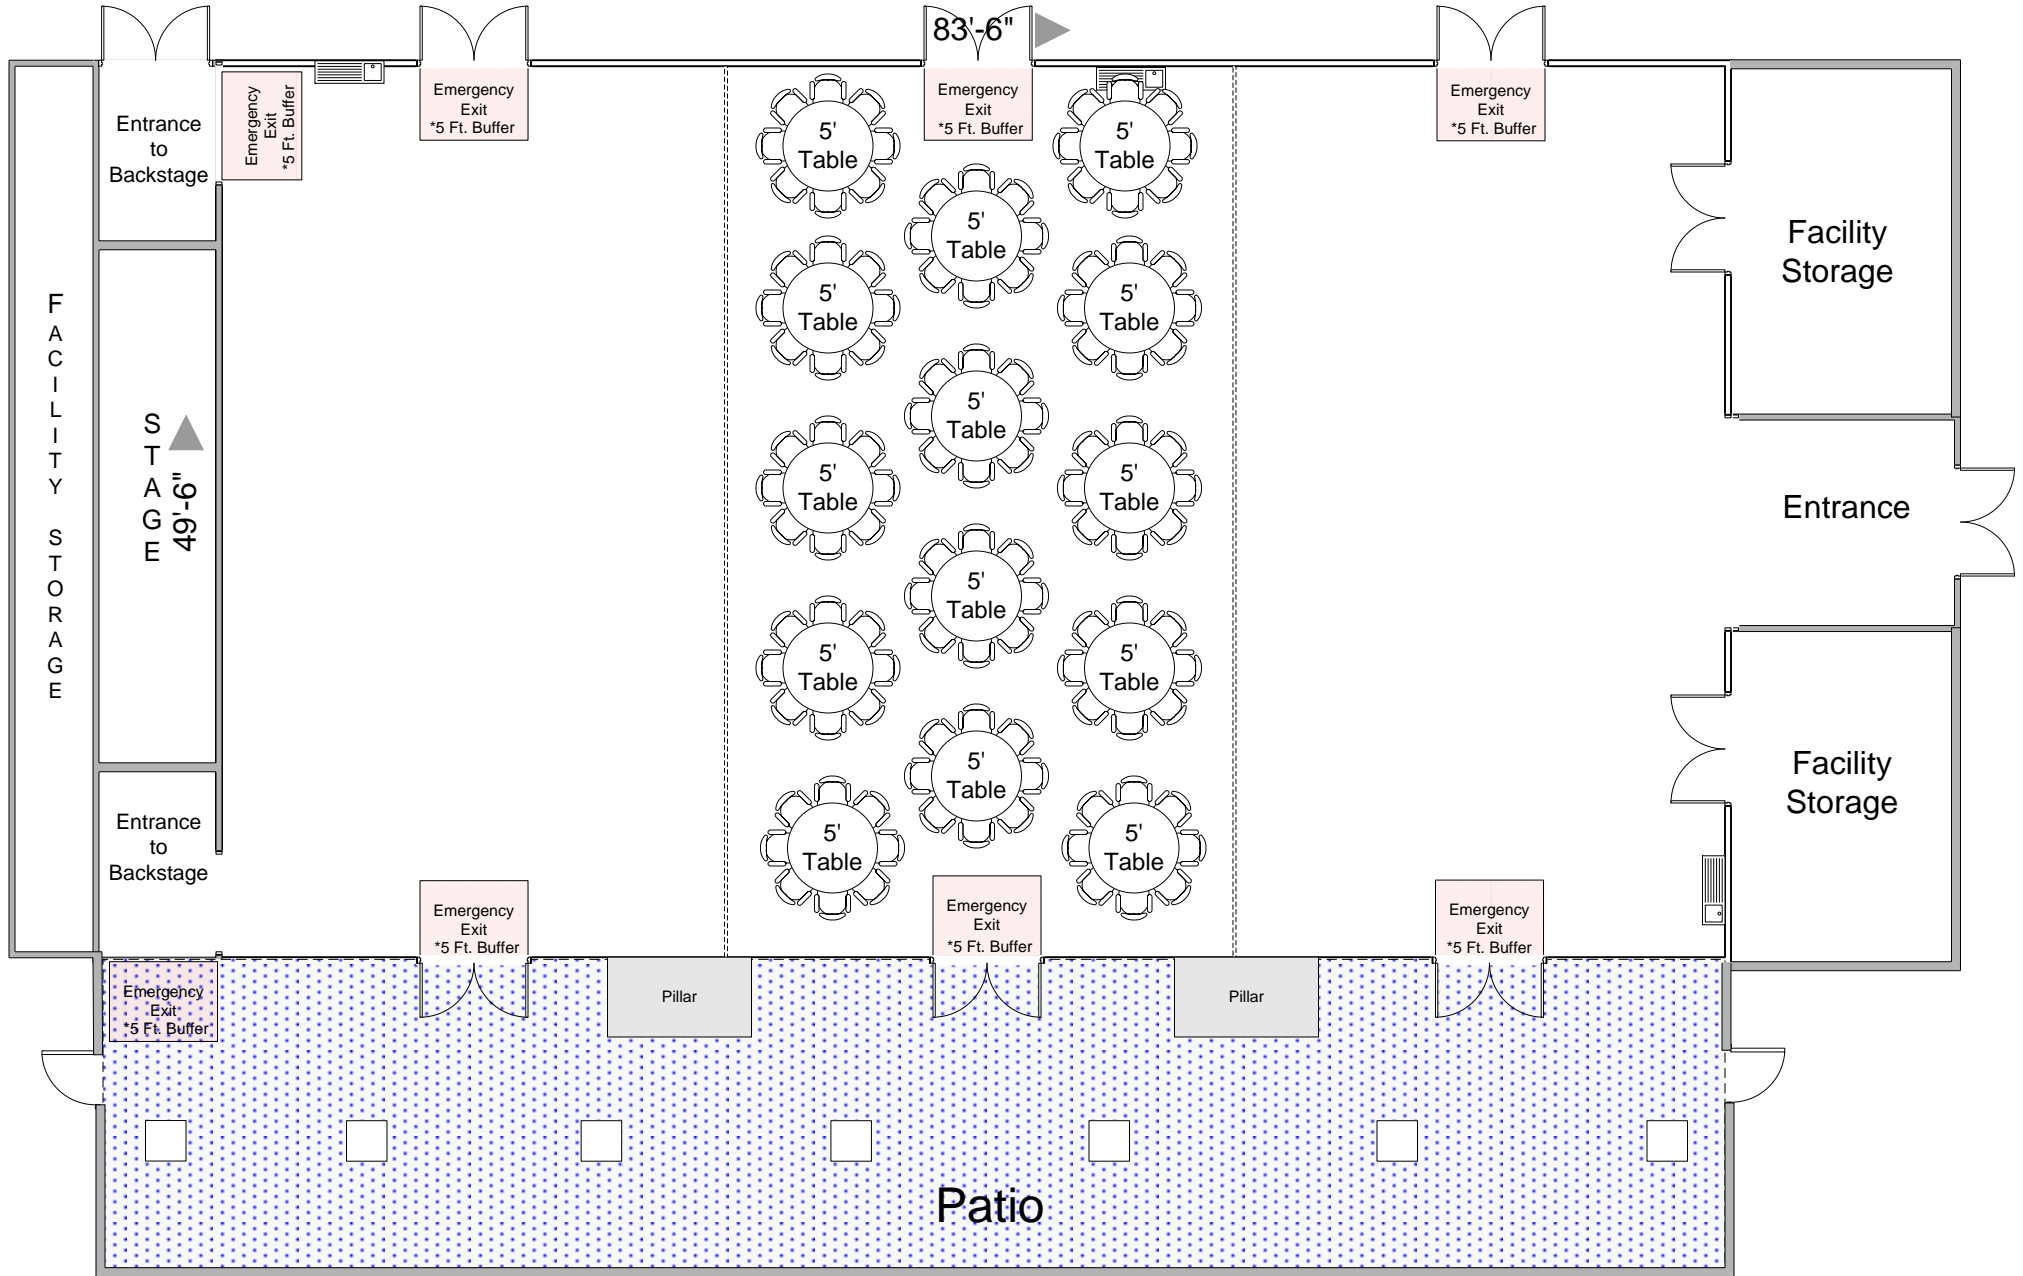 83'-6"
Emergency
Exit
*5 Ft. Buffer
Emergency
Exit
*5 Ft. Buffer
Emergency
Exit
*5 Ft. Buffer
Emergency
Exit
*5 Ft. Buffer
Entrance
to
Backstage
5'
Table
5'
Table
5'
Table
5'
Table
5'
Table
5'
Table
5'
Table
5'
Table
5'
Table
5'
Table
5'
Table
5'
Table
5'
Table
5'
Table
Facility
Storage
FACILITY STORAGE
STAGE
49'-6"
Entrance
Facility
Storage
Entrance
to
Backstage
Emergency
Exit
*5 Ft. Buffer
Emergency
Exit
*5 Ft. Buffer
Emergency
Exit
*5 Ft. Buffer
Emergency
Exit
*5 Ft. Buffer
Pillar
Pillar
Patio